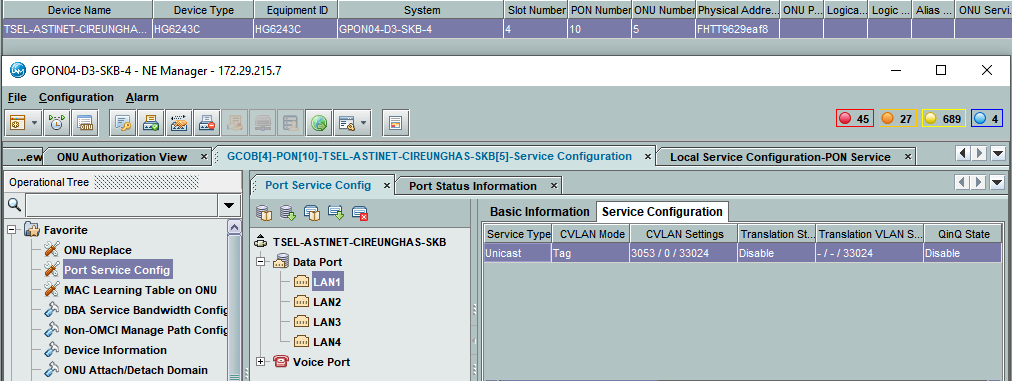 Device Name Device Type Equipment ID System Slot Number PON Number ONU Number Physical Addre... ONU P... Logica... Logic ... Alias ... ONU Servi...
TSEL-ASTINET-CIREUNGHA... HG6243C HG6243C GPON04-D3-SKB-4 4 10 5 FHTT9629eaf8
GPON04-D3-SKB-4 - NE Manager - 172.29.215.7
File Configuration Alarm
45 27 689 4
...ew ONU Authorization View × GCOB[4]-PON[10]-TSEL-ASTINET-CIREUNGHAS-SKB[5]-Service Configuration × Local Service Configuration-PON Service ×
Operational Tree
Port Service Config × Port Status Information ×
Basic Information Service Configuration
Favorite
ONU Replace
Port Service Config
MAC Learning Table on ONU
DBA Service Bandwidth Config
Non-OMCI Manage Path Config
Device Information
ONU Attach/Detach Domain
TSEL-ASTINET-CIREUNGHAS-SKB
Data Port
LAN1
LAN2
LAN3
LAN4
Voice Port
Service Type CVLAN Mode CVLAN Settings Translation St... Translation VLAN S... QinQ State
Unicast Tag 3053 / 0 / 33024 Disable - / - / 33024 Disable